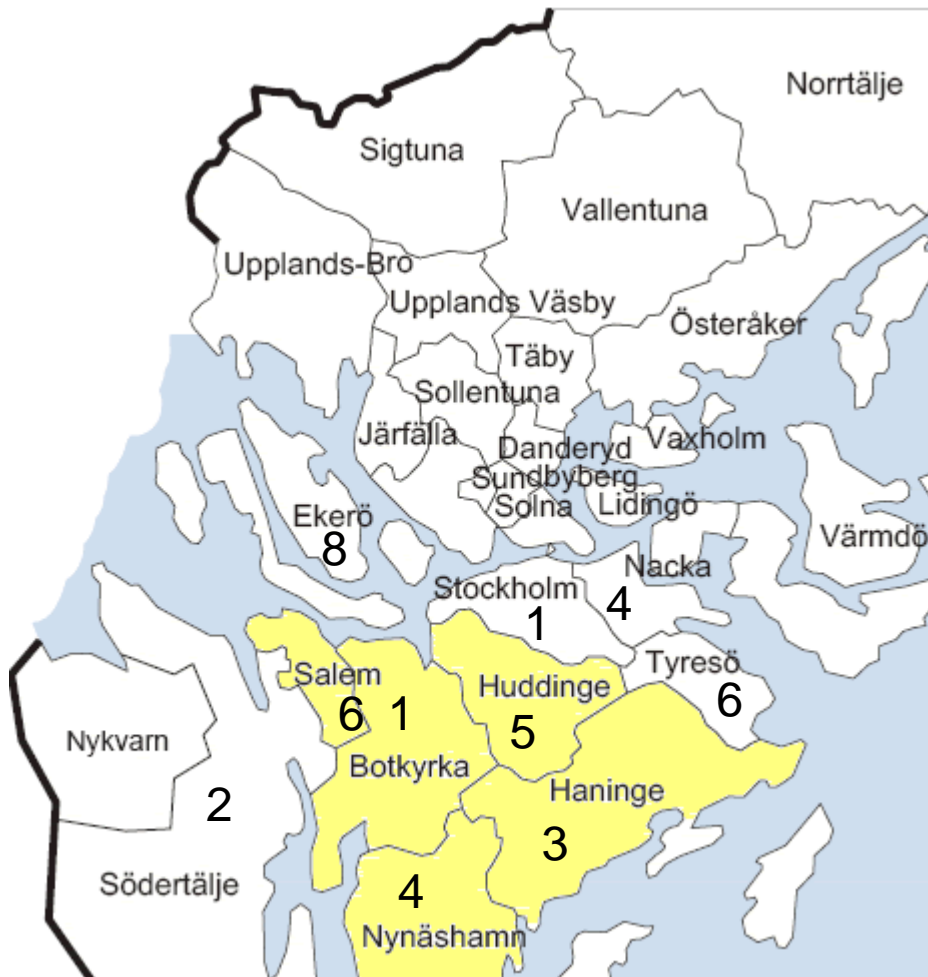 Norrtälje
Sigtuna
Vallentuna
Upplands-Bro
Upplands Väsby
Österåker
Täby
Sollentuna
Järfälla
Vaxholm
Danderyd
Sundbyberg
Solna
Lidingö
Ekerö
8
Värmdö
Nacka
4
Stockholm
1
Tyresö
6
Salem
6
1
Botkyrka
Huddinge
5
Nykvarn
2
Södertälje
Haninge
3
4
Nynäshamn